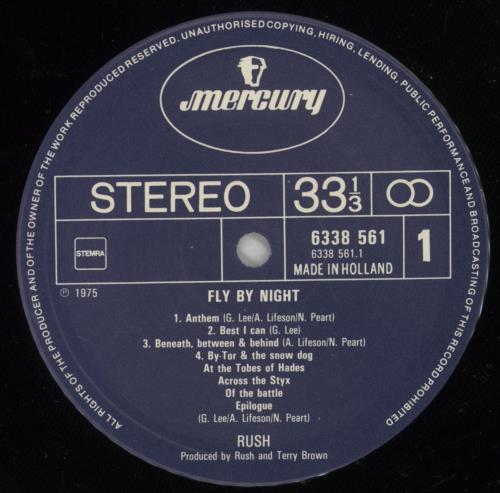 ALL RIGHTS OF THE PRODUCER AND OF THE OWNER OF THE WORK REPRODUCED RESERVED. UNAUTHORISED COPYING, HIRING, LENDING, PUBLIC PERFORMANCE AND BROADCASTING OF THIS RECORD PROHIBITED
mercury
STEREO
33 1/3
STEMRA
6338 561
6338 561.1
MADE IN HOLLAND
1
℗ 1975
FLY BY NIGHT
1. Anthem (G. Lee/A. Lifeson/N. Peart)
2. Best I can (G. Lee)
3. Beneath, between & behind (A. Lifeson/N. Peart)
4. By-Tor & the snow dog
At the Tobes of Hades
Across the Styx
Of the battle
Epilogue
(G. Lee/A. Lifeson/N. Peart)
RUSH
Produced by Rush and Terry Brown